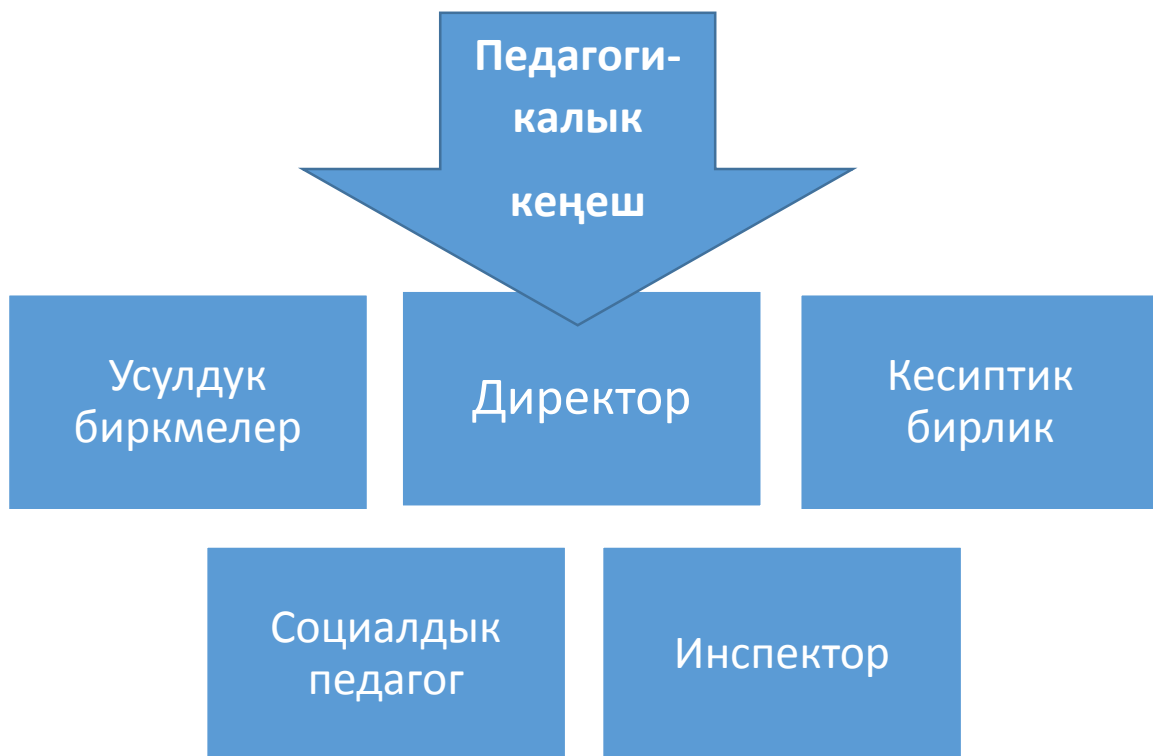 Педагоги-
калык
кеңеш
Усулдук
биркмелер
Директор
Кесиптик
бирлик
Социалдык
педагог
Инспектор